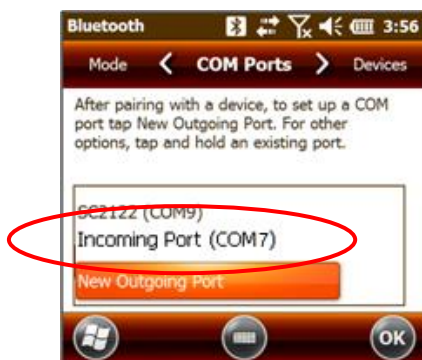 Bluetooth 3:56
Mode COM Ports Devices
After pairing with a device, to set up a COM
port tap New Outgoing Port. For other
options, tap and hold an existing port.
SC2122 (COM9)
Incoming Port (COM7)
New Outgoing Port
OK